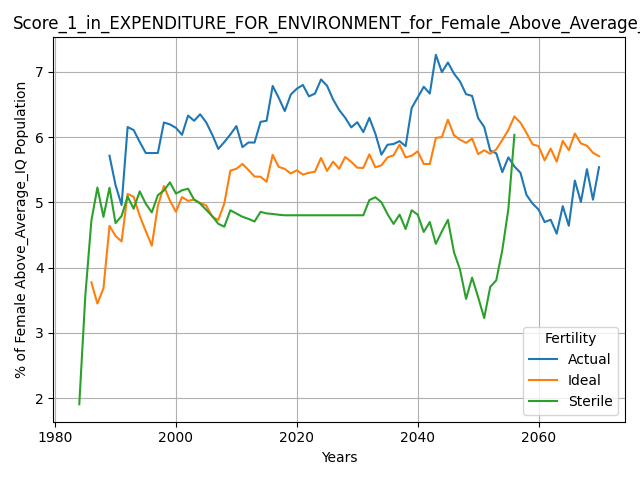 Score_1_in_EXPENDITURE_FOR_ENVIRONMENT_for_Female_Above_Average_
% of Female Above_Average_IQ Population
7
6
5
4
3
2
1980
2000
2020
2040
2060
Years
Fertility
Actual
Ideal
Sterile